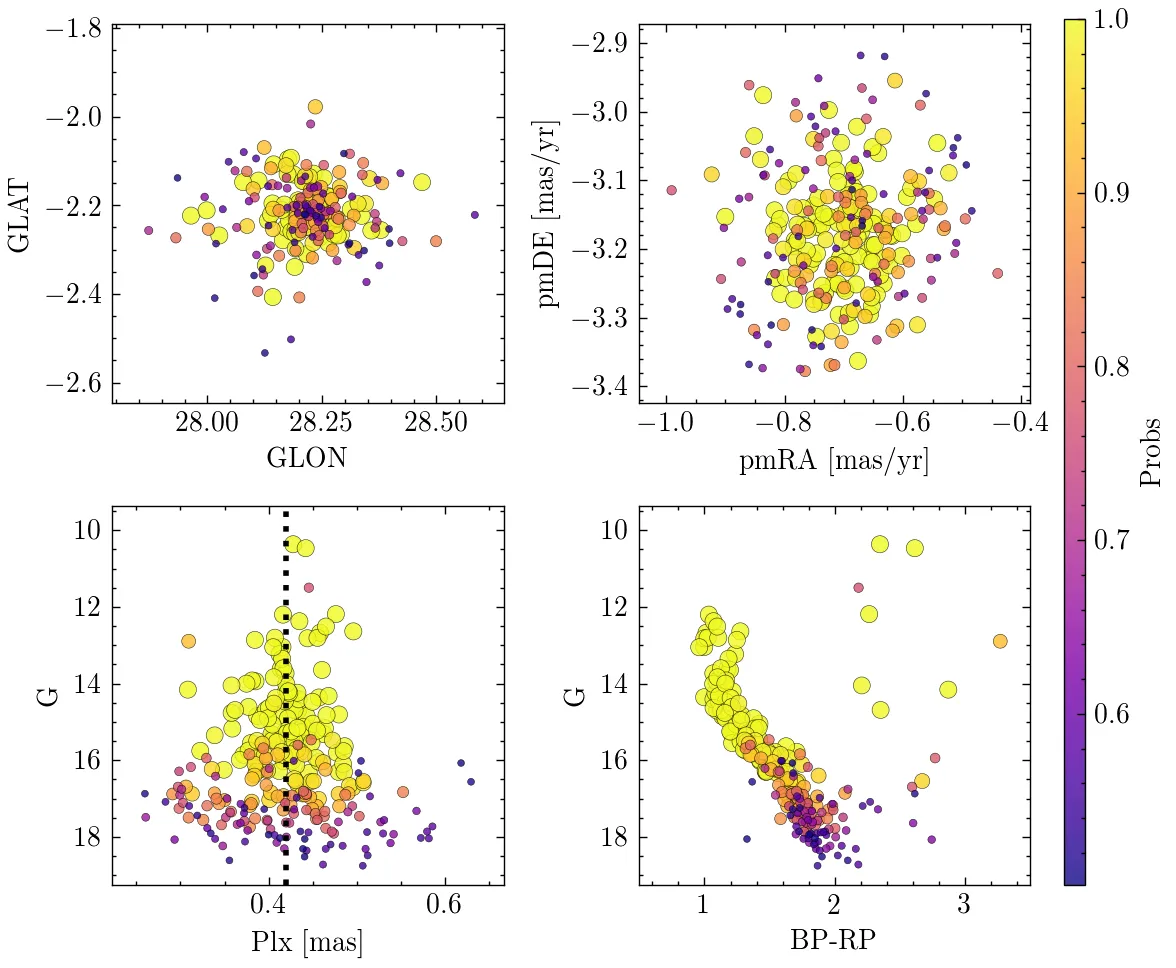 −1.8
−2.0
−2.2
−2.4
−2.6
GLAT
28.00 28.25 28.50
GLON
−2.9
−3.0
−3.1
−3.2
−3.3
−3.4
pmDE [mas/yr]
−1.0 −0.8 −0.6 −0.4
pmRA [mas/yr]
10
12
14
16
18
G
0.4 0.6
Plx [mas]
10
12
14
16
18
G
1 2 3
BP-RP
1.0
0.9
0.8
0.7
0.6
Probs